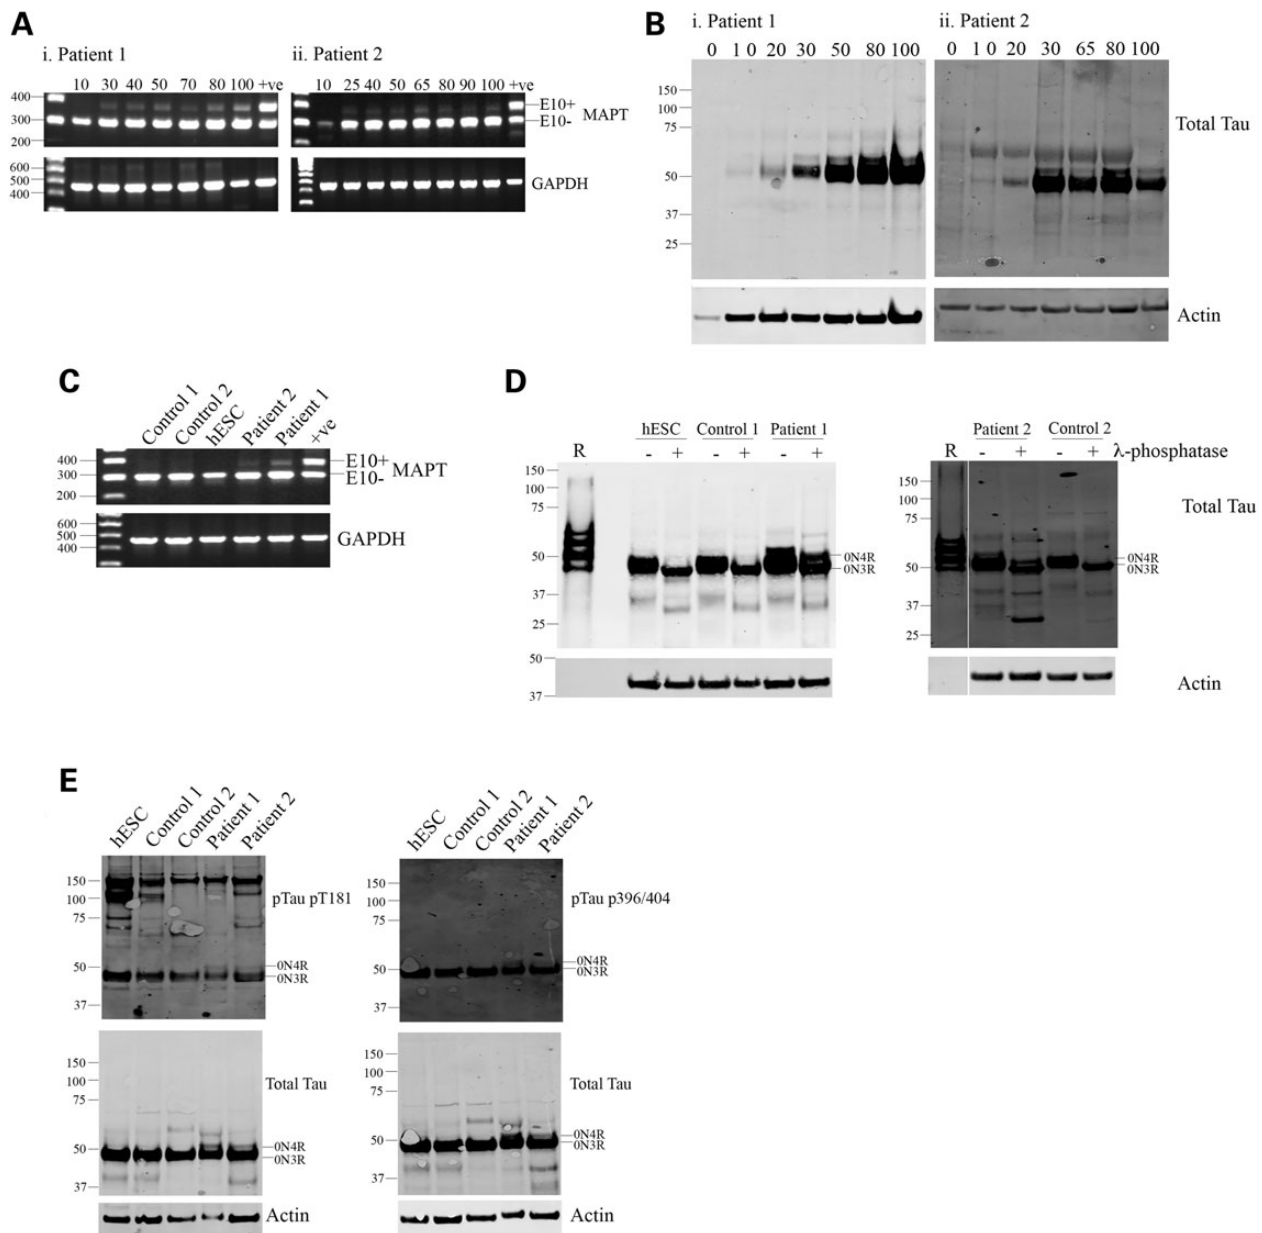 A
i. Patient 1
10 30 40 50 70 80 100 +ve
400
300
200
600
500
400
ii. Patient 2
10 25 40 50 65 80 90 100 +ve
E10+
E10-
MAPT
GAPDH
B
i. Patient 1
0 1 0 20 30 50 80 100
150
100
75
50
37
25
ii. Patient 2
0 1 0 20 30 65 80 100
Total Tau
Actin
C
Control 1
Control 2
hESC
Patient 2
Patient 1
+ve
400
300
200
E10+
E10-
MAPT
600
500
400
GAPDH
D
hESC Control 1 Patient 1
R - + - + - +
150
100
75
50
37
25
0N4R
0N3R
50
37
Patient 2 Control 2
R - + - + λ-phosphatase
150
100
75
50
37
25
0N4R
0N3R
Total Tau
Actin
E
hESC
Control 1
Control 2
Patient 1
Patient 2
150
100
75
50
37
pTau pT181
0N4R
0N3R
150
100
75
50
37
Total Tau
0N4R
0N3R
Actin
hESC
Control 1
Control 2
Patient 1
Patient 2
150
100
75
50
37
pTau p396/404
0N4R
0N3R
150
100
75
50
37
Total Tau
0N4R
0N3R
Actin